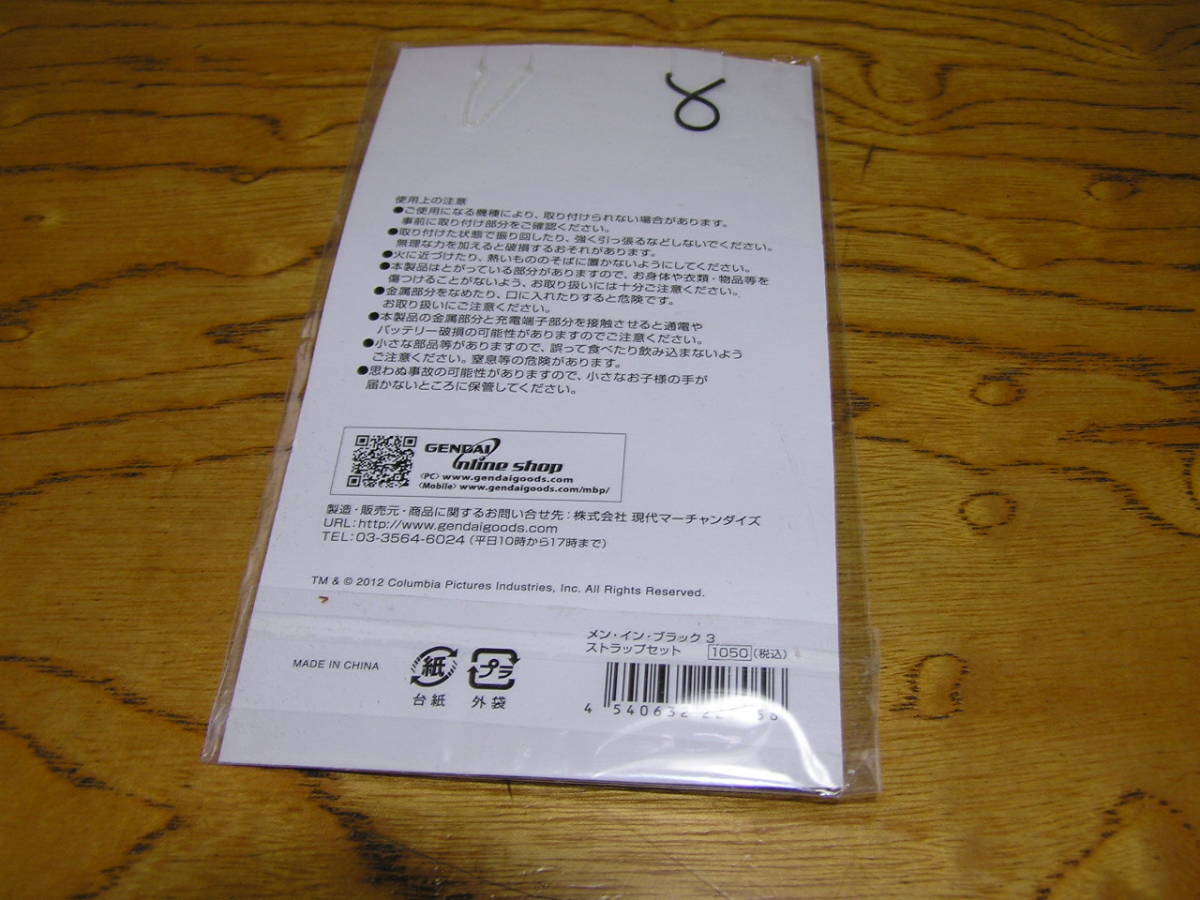 使用上の注意
●ご使用になる機種により、取り付けられない場合があります。
事前に取り付け部分をご確認ください。
●取り付けた状態で振り回したり、強く引っ張るなどしないでください。
無理な力を加えると破損するおそれがあります。
●火に近づけたり、熱いもののそばに置かないようにしてください。
●本製品はとがっている部分がありますので、お身体や衣類・物品等を
傷つけることがないよう、お取り扱いには十分ご注意ください。
●金属部分をなめたり、口に入れたりすると危険です。
お取り扱いにご注意ください。
●本製品の金属部分と充電端子部分を接触させると通電や
バッテリー破損の可能性がありますのでご注意ください。
●小さな部品等がありますので、誤って食べたり飲み込まないよう
ご注意ください。窒息等の危険があります。
●思わぬ事故の可能性がありますので、小さなお子様の手が
届かないところに保管してください。
GENDAI
Online shop
〈PC〉www.gendaigoods.com
〈Mobile〉www.gendaigoods.com/mbp/
製造・販売元・商品に関するお問い合せ先：株式会社 現代マーチャンダイズ
URL：http://www.gendaigoods.com
TEL：03-3564-6024（平日10時から17時まで）
TM & © 2012 Columbia Pictures Industries, Inc. All Rights Reserved.
メン・イン・ブラック 3
ストラップセット 1050（税込）
MADE IN CHINA
紙 プラ
台紙 外袋
4 540632